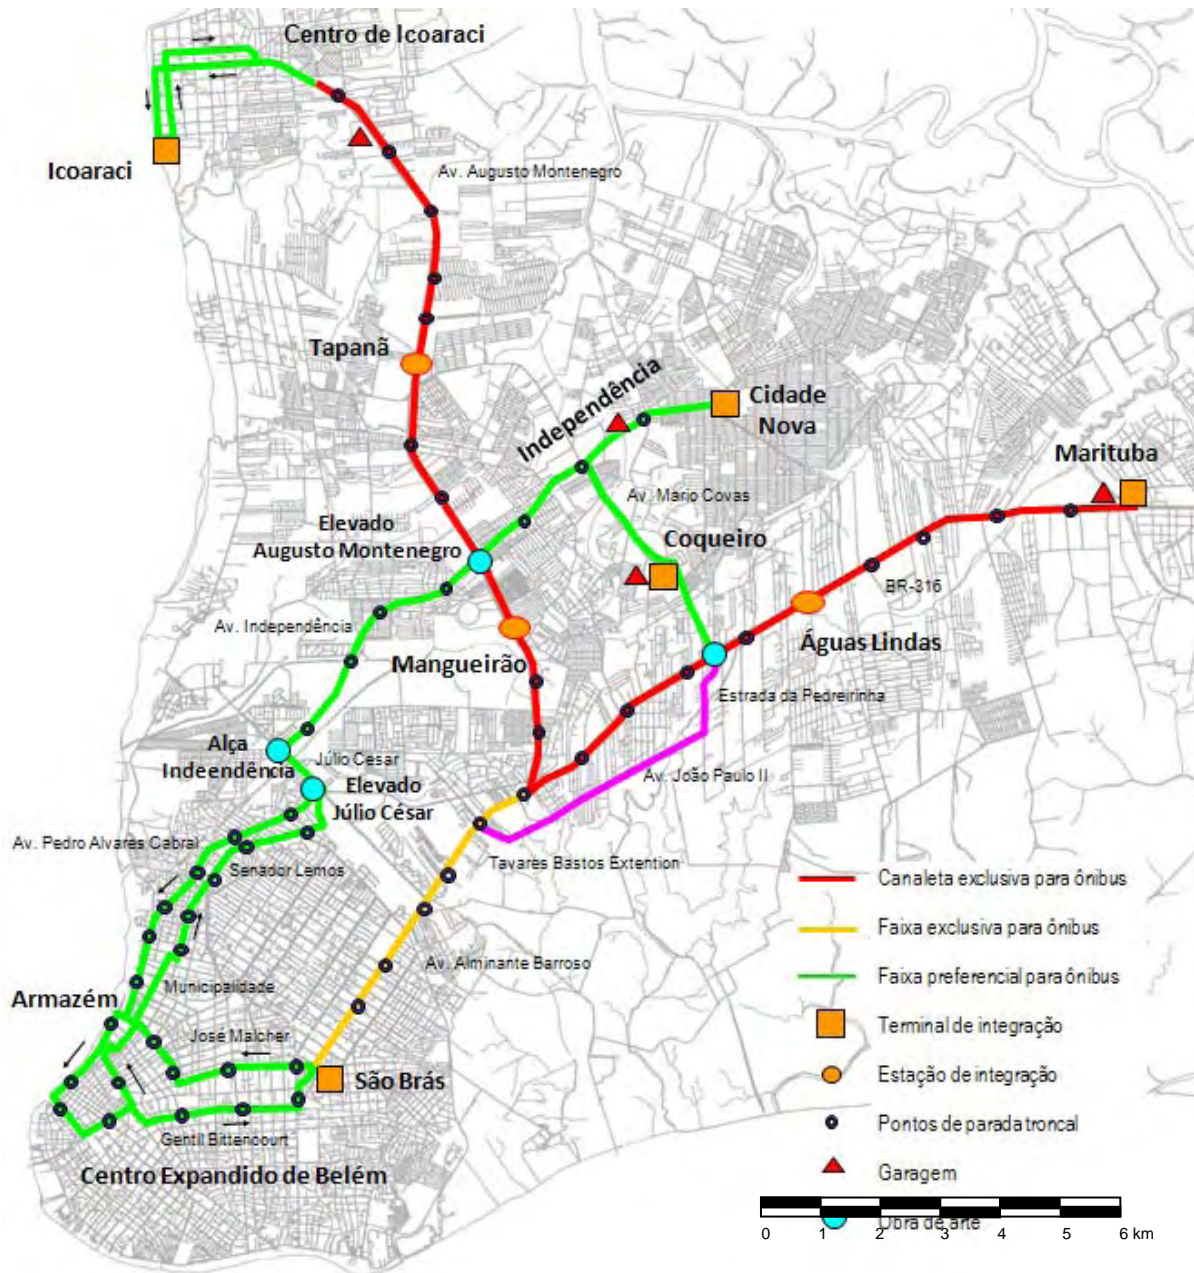 Centro de Icoaraci
Icoaraci
Av. Augusto Montenegro
Tapanã
Independência
Cidade
Nova
Marituba
Av. Mario Covas
Elevado
Augusto Montenegro
Coqueiro
BR-316
Av. Independência
Mangueirão
Águas Lindas
Estrada da Pedreirinha
Alça
Indeendência
Júlio Cesar
Av. João Paulo II
Elevado
Júlio César
Av. Pedro Alvares Cabral
Senador Lemos
Tavares Bastos Extention
Canaleta exclusiva para ônibus
Faixa exclusiva para ônibus
Av. Alminante Barroso
Faixa preferencial para ônibus
Municipalidade
Armazém
Terminal de integração
José Malcher
São Brás
Estação de integração
Pontos de parada troncal
Gentil Bittencourt
Centro Expandido de Belém
Garagem
Obra de arte
0 1 2 3 4 5 6 km